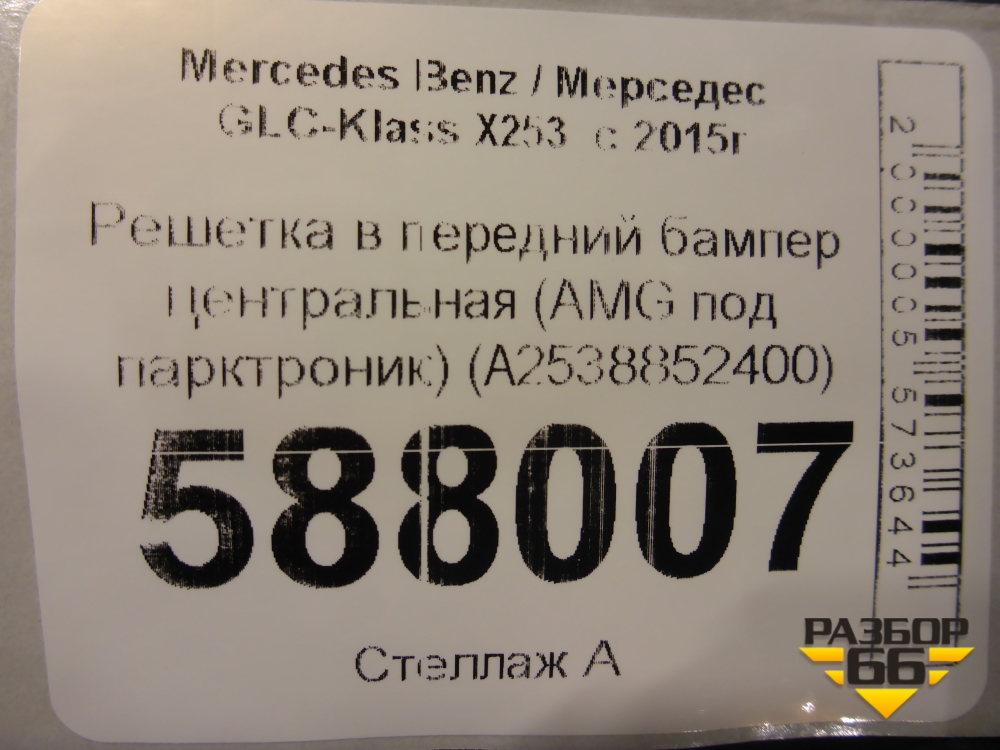 Mercedes Benz / Мерседес
GLC-Klass X253 с 2015г
Решетка в передний бампер
центральная (AMG под
парктроник) (A2538852400)
588007
Стеллаж А
2000005573644
РАЗБОР
66